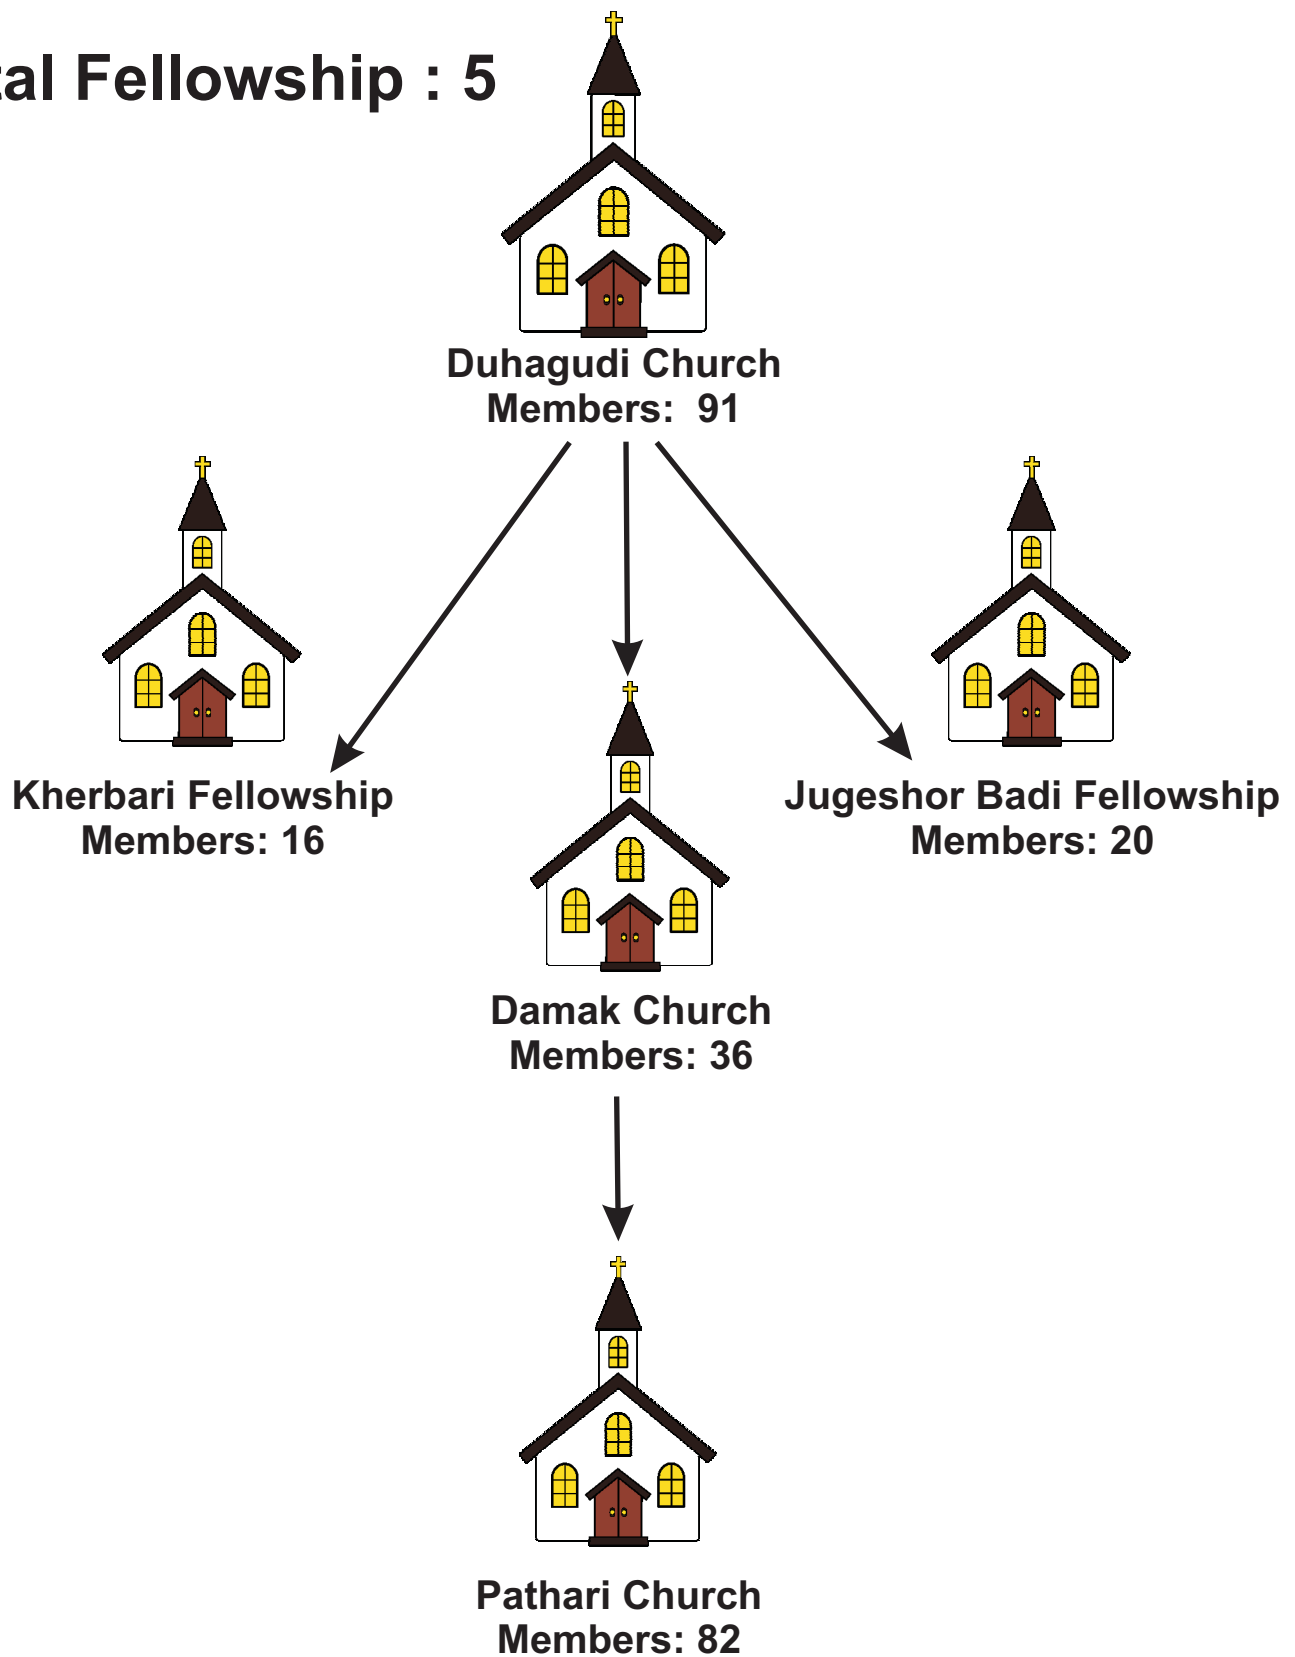 Fellowship : 5
Duhagudi Church
Members: 91
Kherbari Fellowship
Members: 16
Jugeshor Badi Fellowship
Members: 20
Damak Church
Members: 36
Pathari Church
Members: 82